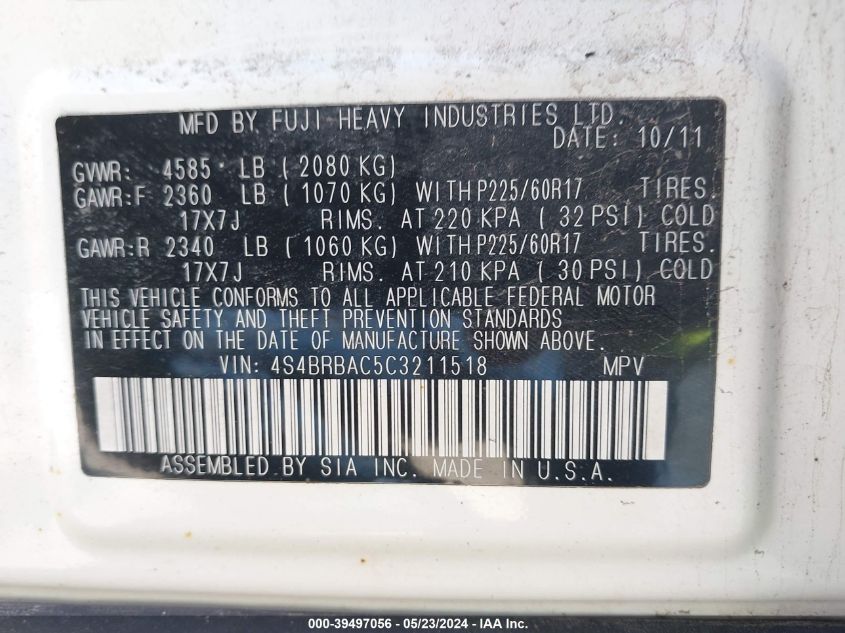 MFD BY FUJI HEAVY INDUSTRIES LTD.
DATE: 10/11
GVWR: 4585 LB (2080 KG)
GAWR:F 2360 LB (1070 KG) WITH P225/60R17 TIRES.
17X7J RIMS. AT 220 KPA (32 PSI) COLD
GAWR:R 2340 LB (1060 KG) WITH P225/60R17 TIRES.
17X7J RIMS. AT 210 KPA (30 PSI) COLD
THIS VEHICLE CONFORMS TO ALL APPLICABLE FEDERAL MOTOR
VEHICLE SAFETY AND THEFT PREVENTION STANDARDS
IN EFFECT ON THE DATE OF MANUFACTURE SHOWN ABOVE.
VIN: 4S4BRBAC5C3211518 MPV
ASSEMBLED BY SIA INC. MADE IN U.S.A.
000-39497056 - 05/23/2024 - IAA Inc.